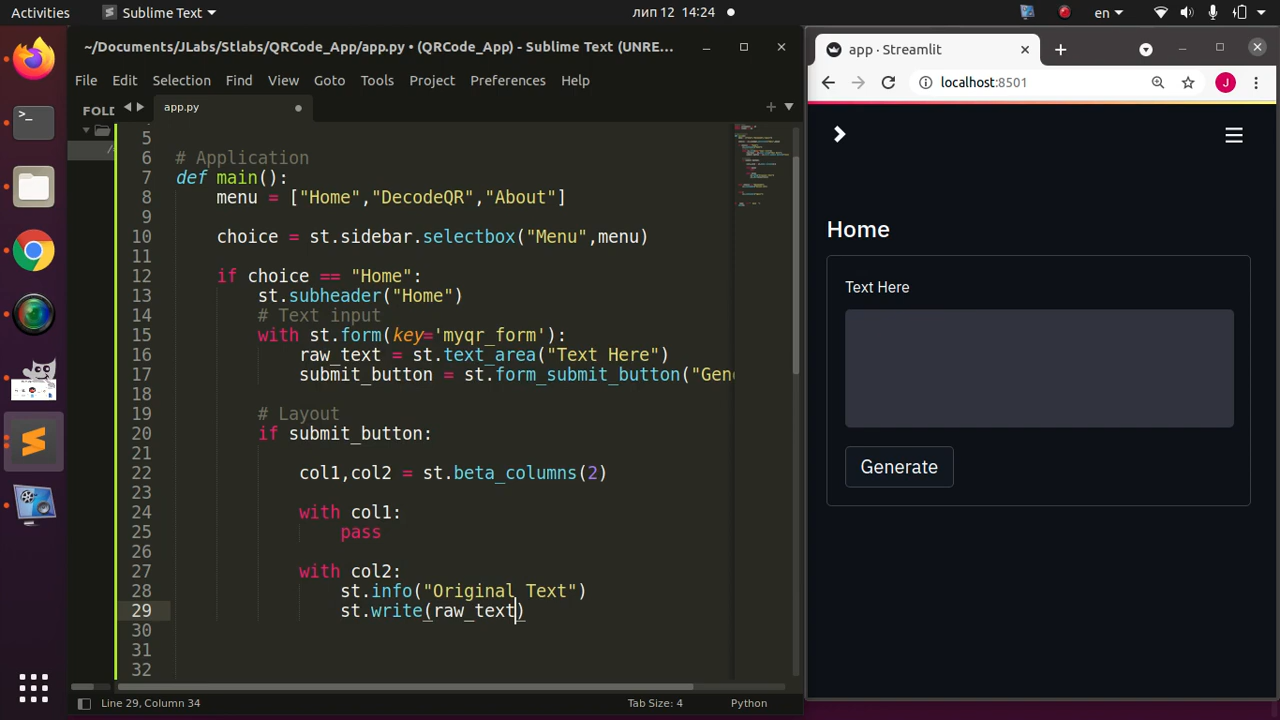 Activities
Sublime Text
лип 12 14:24
en
~/Documents/JLabs/Stlabs/QRCode_App/app.py • (QRCode_App) - Sublime Text (UNRE...
File Edit Selection Find View Goto Tools Project Preferences Help
FOL
app.py
/
5
6 # Application
7 def main():
8 menu = ["Home","DecodeQR","About"]
9
10 choice = st.sidebar.selectbox("Menu",menu)
11
12 if choice == "Home":
13 st.subheader("Home")
14 # Text input
15 with st.form(key='myqr_form'):
16 raw_text = st.text_area("Text Here")
17 submit_button = st.form_submit_button("Gen
18
19 # Layout
20 if submit_button:
21
22 col1,col2 = st.beta_columns(2)
23
24 with col1:
25 pass
26
27 with col2:
28 st.info("Original Text")
29 st.write(raw_text)
30
31
32
Line 29, Column 34
Tab Size: 4
Python
app · Streamlit
localhost:8501
J
Home
Text Here
Generate